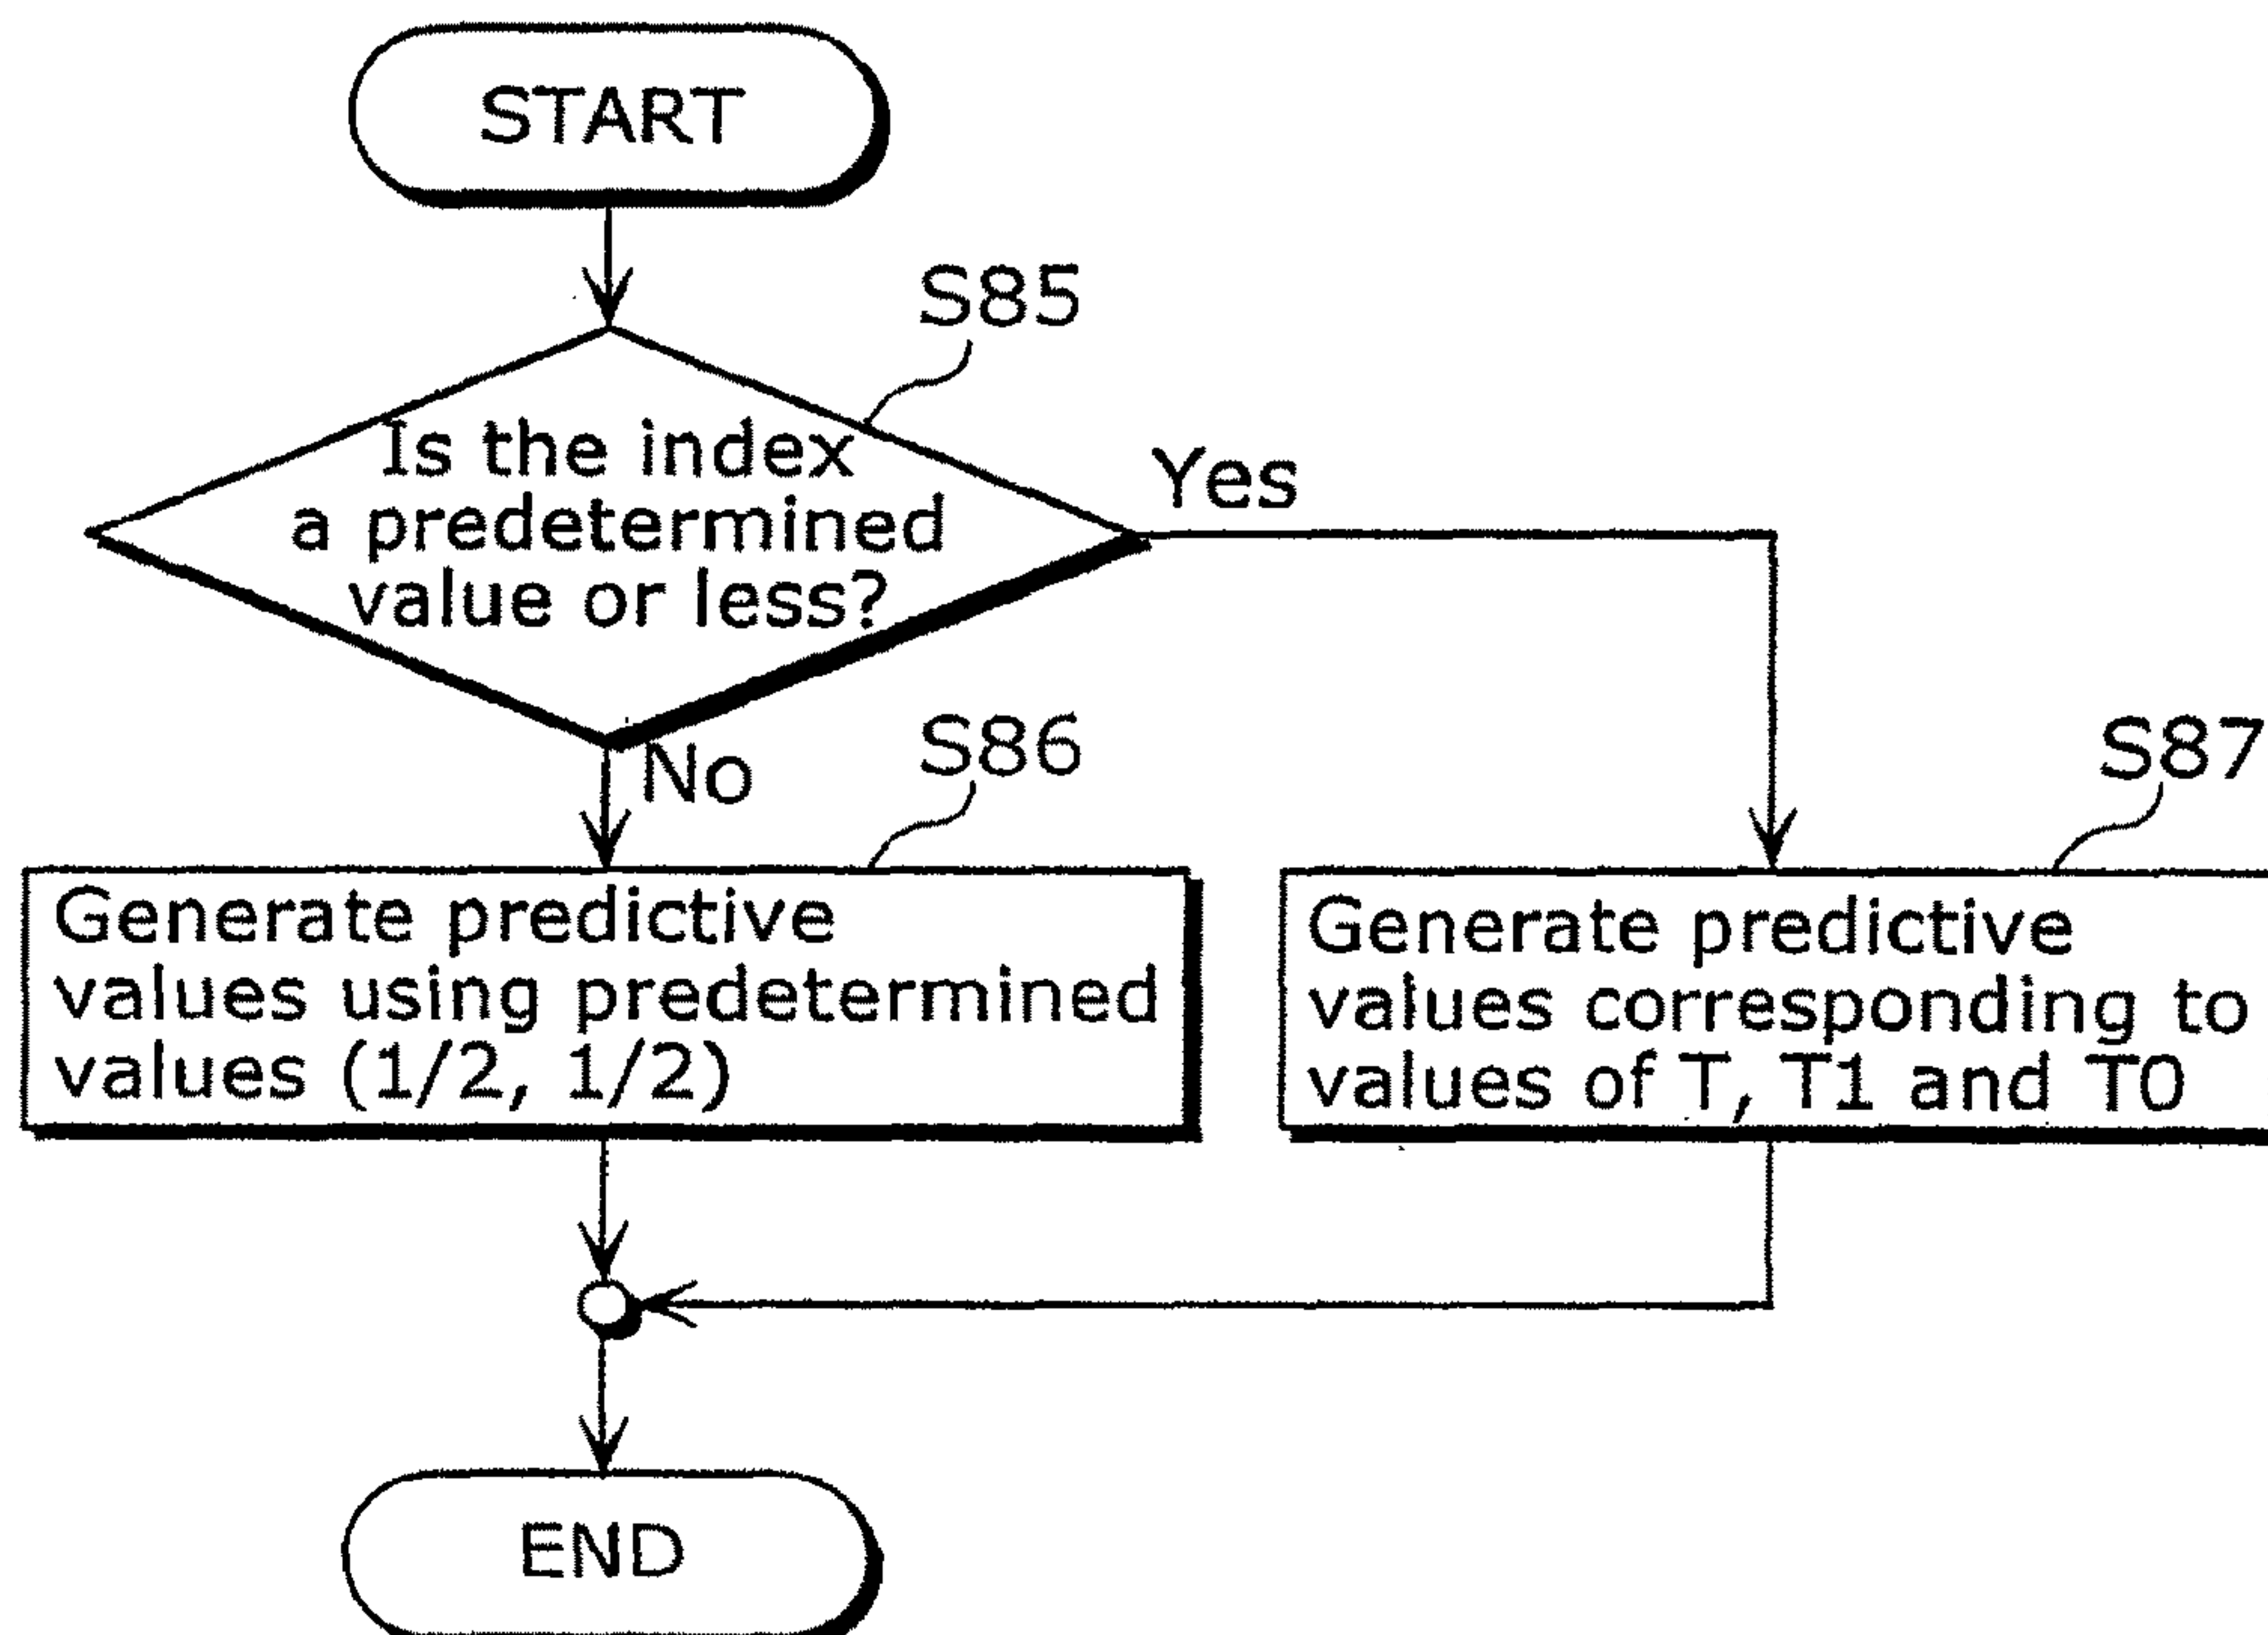 START
S85
Is the index
a predetermined
value or less?
Yes
No
S86
S87
Generate predictive
values using predetermined
values (1/2, 1/2)
Generate predictive
values corresponding to
values of T, T1 and T0
END